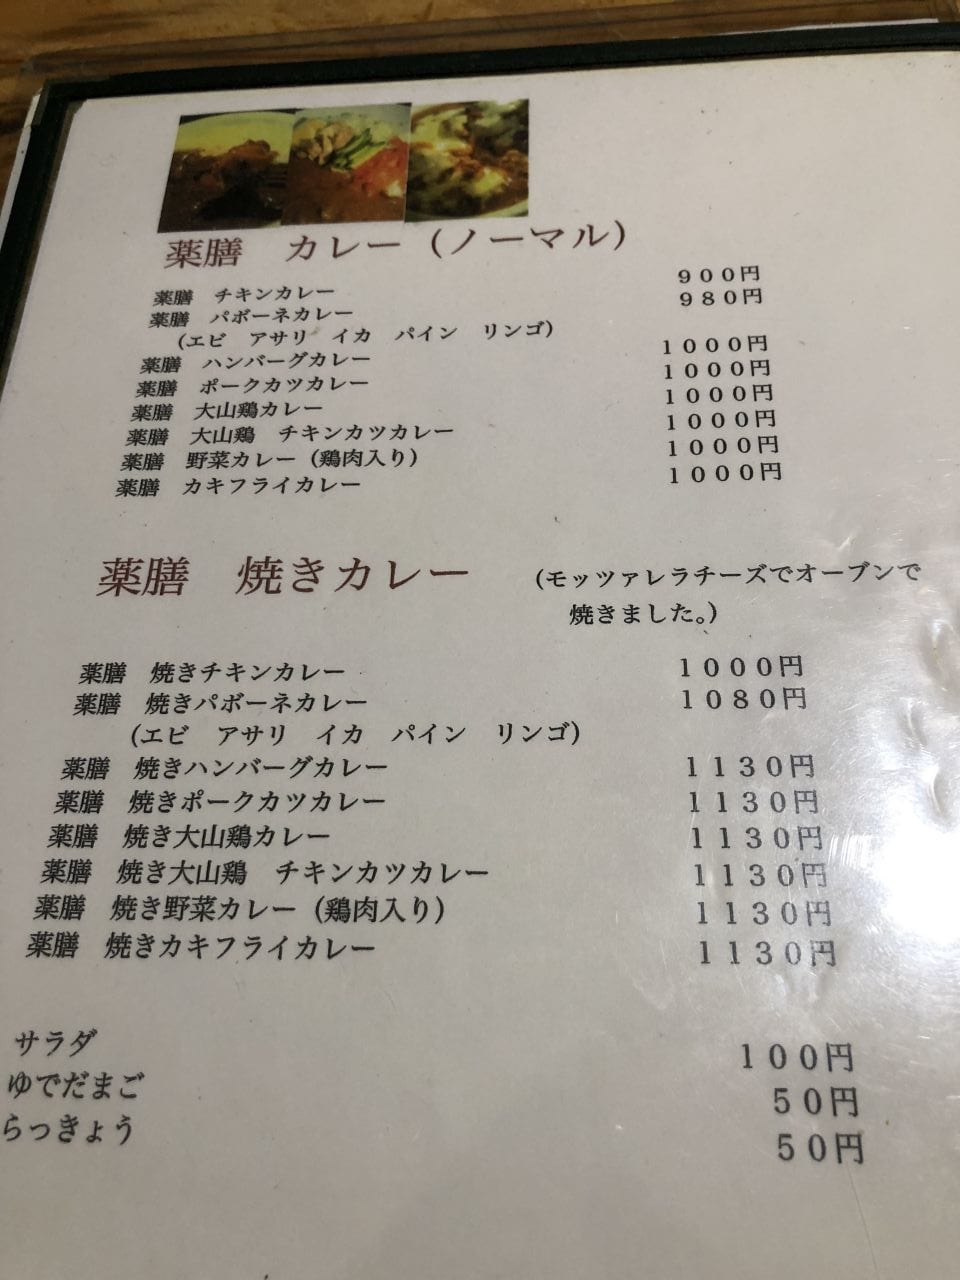 薬膳　カレー（ノーマル）
薬膳　チキンカレー　９００円
薬膳　パボーネカレー　９８０円
（エビ　アサリ　イカ　パイン　リンゴ）
薬膳　ハンバーグカレー　１０００円
薬膳　ポークカツカレー　１０００円
薬膳　大山鶏カレー　１０００円
薬膳　大山鶏　チキンカツカレー　１０００円
薬膳　野菜カレー（鶏肉入り）　１０００円
薬膳　カキフライカレー　１０００円
薬膳　焼きカレー　（モッツァレラチーズでオーブンで
焼きました。）
薬膳　焼きチキンカレー　１０００円
薬膳　焼きパボーネカレー　１０８０円
（エビ　アサリ　イカ　パイン　リンゴ）
薬膳　焼きハンバーグカレー　１１３０円
薬膳　焼きポークカツカレー　１１３０円
薬膳　焼き大山鶏カレー　１１３０円
薬膳　焼き大山鶏　チキンカツカレー　１１３０円
薬膳　焼き野菜カレー（鶏肉入り）　１１３０円
薬膳　焼きカキフライカレー　１１３０円
サラダ　１００円
ゆでだまご　５０円
らっきょう　５０円